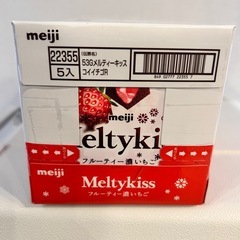 meiji
22355
5入
(伝票名)
53Gメルティーキッス
コイイチゴR
meiji
eltyki
フルーティー濃いちご
meiji
Meltykiss
フルーティー濃いちご